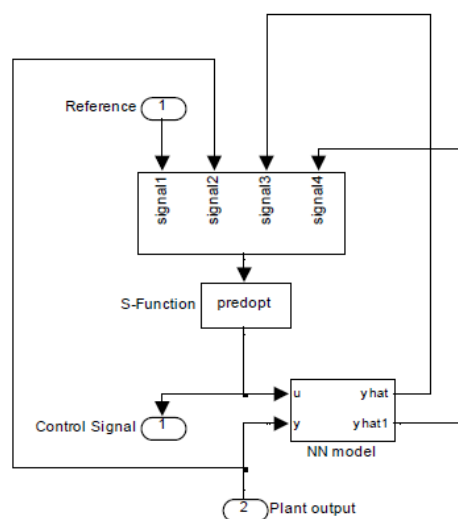 Reference
1
signal1
signal2
signal3
signal4
S-Function
predopt
u
yhat
Control Signal
1
y
yhat1
NN model
2
Plant output